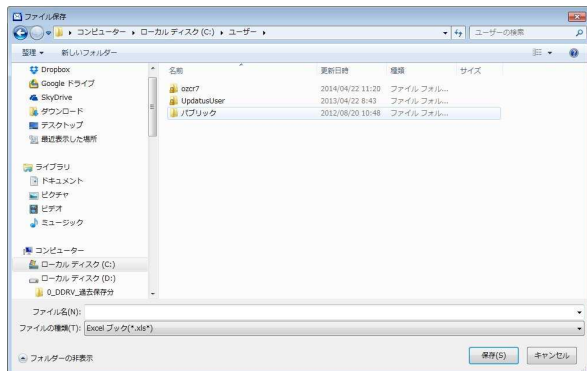 ファイル保存
コンピューター ▸ ローカル ディスク (C:) ▸ ユーザー ▸
ユーザーの検索
整理 新しいフォルダー
Dropbox
Google ドライブ
SkyDrive
ダウンロード
デスクトップ
最近表示した場所
ライブラリ
ドキュメント
ピクチャ
ビデオ
ミュージック
コンピューター
ローカル ディスク (C:)
ローカル ディスク (D:)
0_DDRV_過去保存分
名前 更新日時 種類 サイズ
ozcr7 2014/04/22 11:20 ファイル フォル...
UpdatusUser 2013/04/22 8:43 ファイル フォル...
パブリック 2012/06/20 10:48 ファイル フォル...
ファイル名(N):
ファイルの種類(T): Excel ブック(*.xls*)
フォルダーの非表示
保存(S) キャンセル